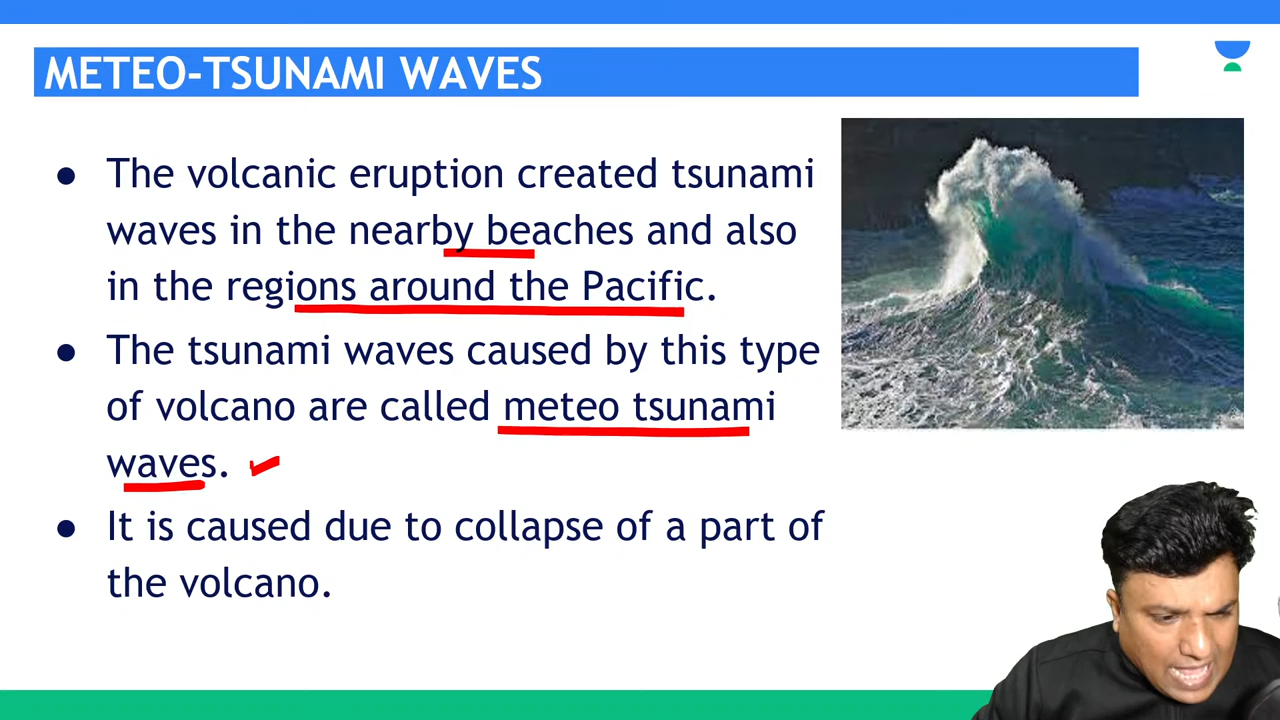 METEO-TSUNAMI WAVES
● The volcanic eruption created tsunami
waves in the nearby beaches and also
in the regions around the Pacific.
● The tsunami waves caused by this type
of volcano are called meteo tsunami
waves.
● It is caused due to collapse of a part of
the volcano.